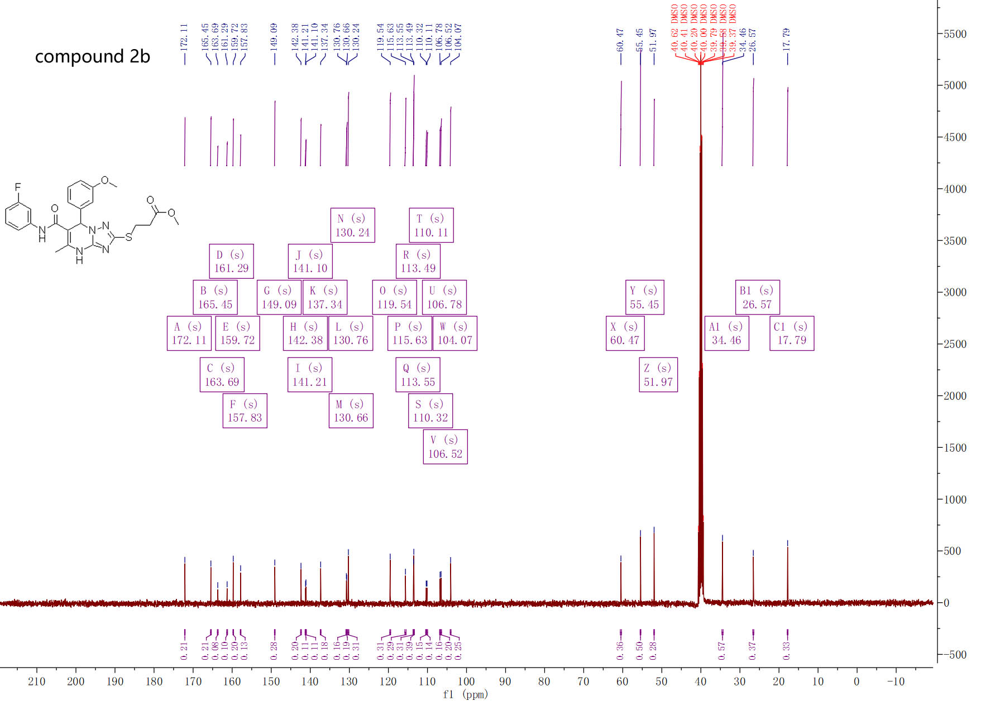 compound 2b
172.11
165.45
163.69
161.29
159.72
157.83
149.09
142.38
141.21
141.10
137.34
130.76
130.66
130.24
119.54
115.63
113.55
113.49
110.32
110.11
106.78
106.52
104.07
60.47
55.45
51.97
40.62 DMSO
40.41 DMSO
40.20 DMSO
40.00 DMSO
39.79 DMSO
39.58 DMSO
39.37 DMSO
34.46
26.57
17.79
F
O
O
N
H
N
H
N
N
N
S
O
O
N (s)
130.24
T (s)
110.11
D (s)
161.29
J (s)
141.10
R (s)
113.49
B (s)
165.45
G (s)
149.09
K (s)
137.34
O (s)
119.54
U (s)
106.78
Y (s)
55.45
B1 (s)
26.57
A (s)
172.11
E (s)
159.72
H (s)
142.38
L (s)
130.76
P (s)
115.63
W (s)
104.07
X (s)
60.47
A1 (s)
34.46
C1 (s)
17.79
C (s)
163.69
I (s)
141.21
Q (s)
113.55
Z (s)
51.97
F (s)
157.83
M (s)
130.66
S (s)
110.32
V (s)
106.52
5500
5000
4500
4000
3500
3000
2500
2000
1500
1000
500
0
-500
0.21
0.21
0.08
0.10
0.20
0.13
0.28
0.20
0.11
0.11
0.18
0.16
0.19
0.31
0.31
0.29
0.31
0.39
0.15
0.14
0.16
0.20
0.25
0.36
0.50
0.28
0.57
0.37
0.33
210 200 190 180 170 160 150 140 130 120 110 100 90 80 70 60 50 40 30 20 10 0 -10
f1 (ppm)